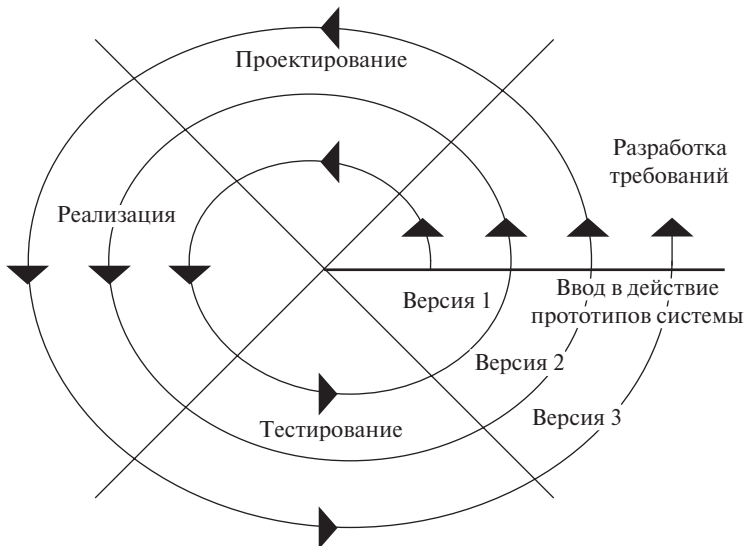 Проектирование
Разработка
требований
Реализация
Версия 1
Ввод в действие
прототипов системы
Версия 2
Версия 3
Тестирование